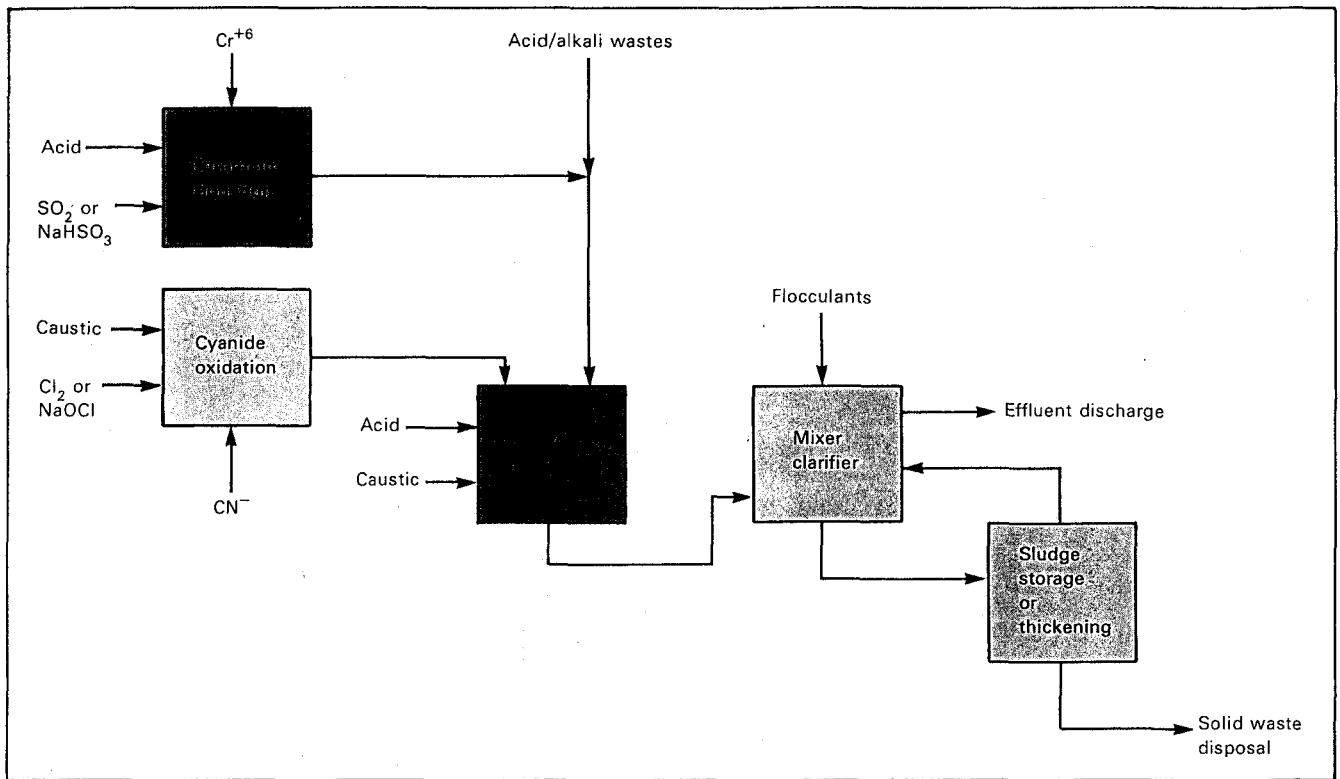 Cr+6
Acid/alkali wastes
Acid
SO2 or
NaHSO3
Caustic
Cyanide
oxidation
Cl2 or
NaOCl
CN−
Acid
Caustic
Flocculants
Mixer
clarifier
Effluent discharge
Sludge
storage
or
thickening
Solid waste
disposal